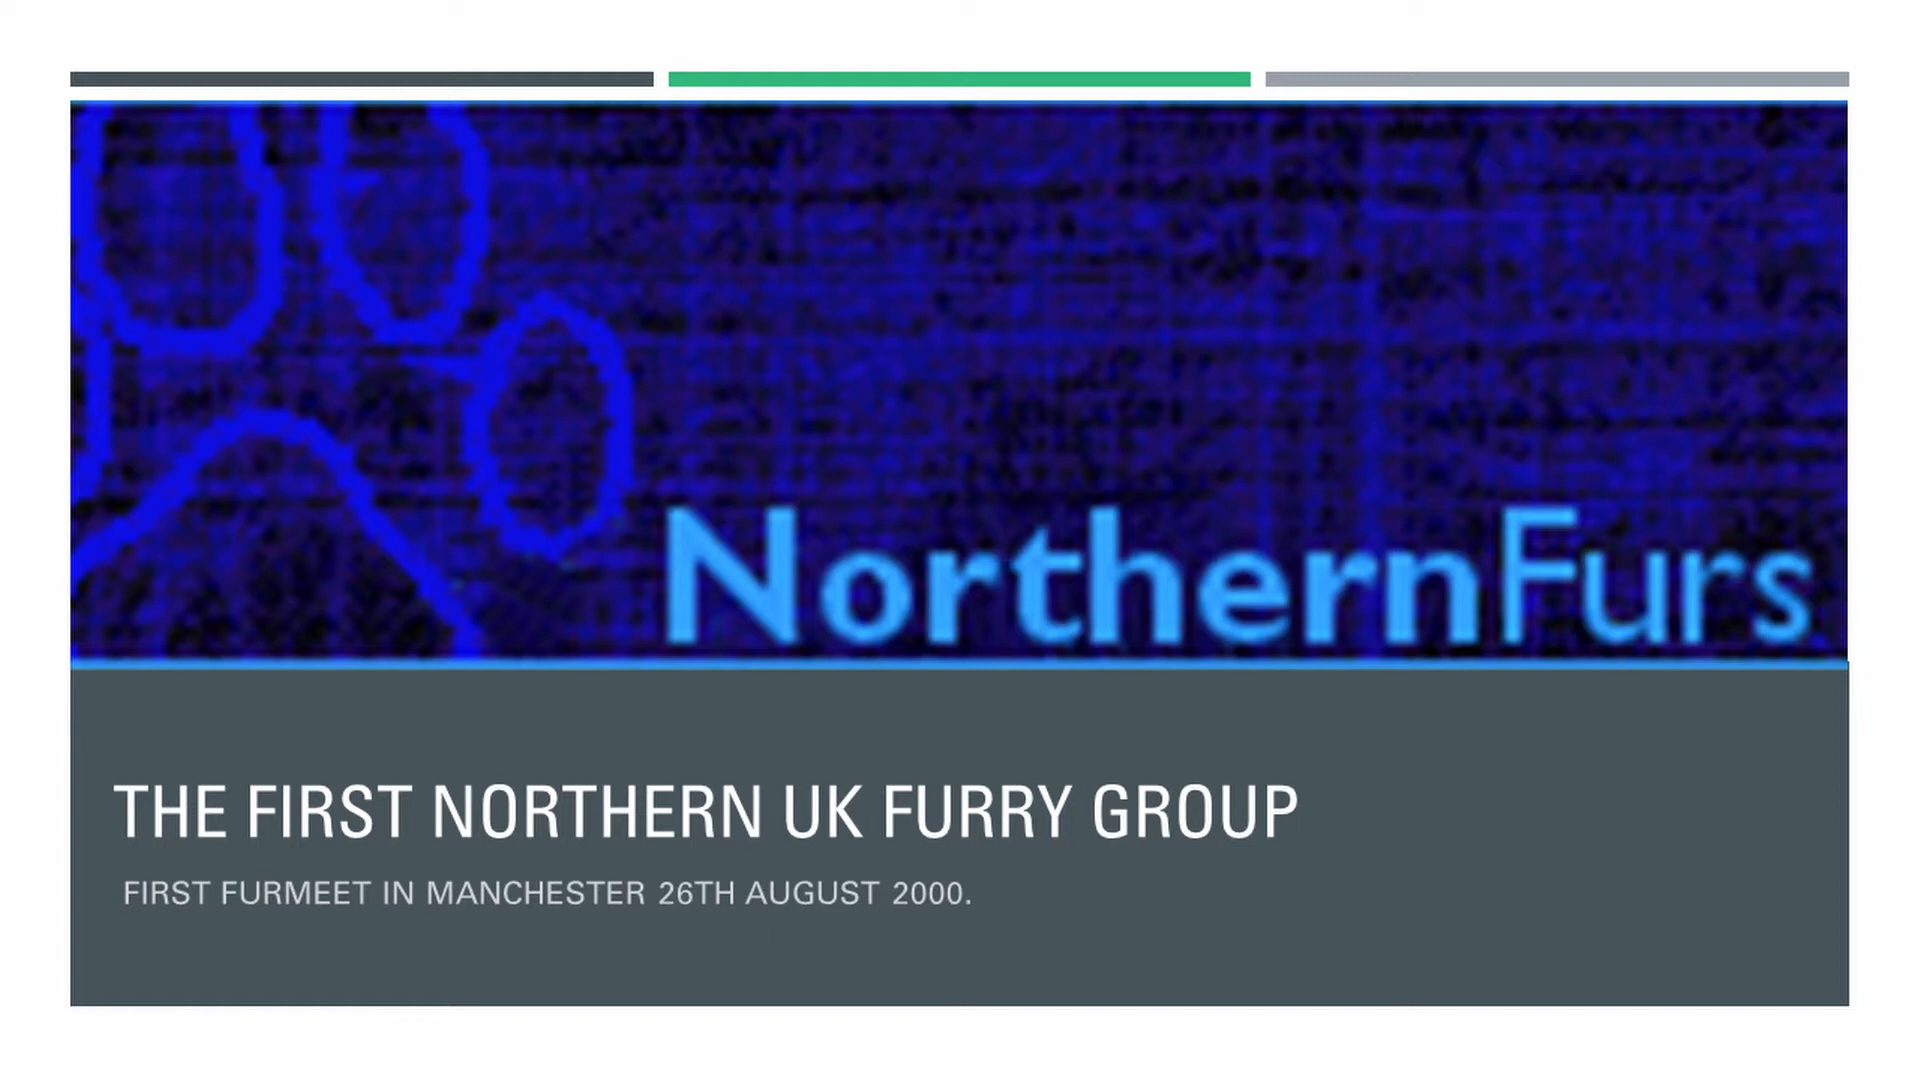 NorthernFurs
THE FIRST NORTHERN UK FURRY GROUP
FIRST FURMEET IN MANCHESTER 26TH AUGUST 2000.